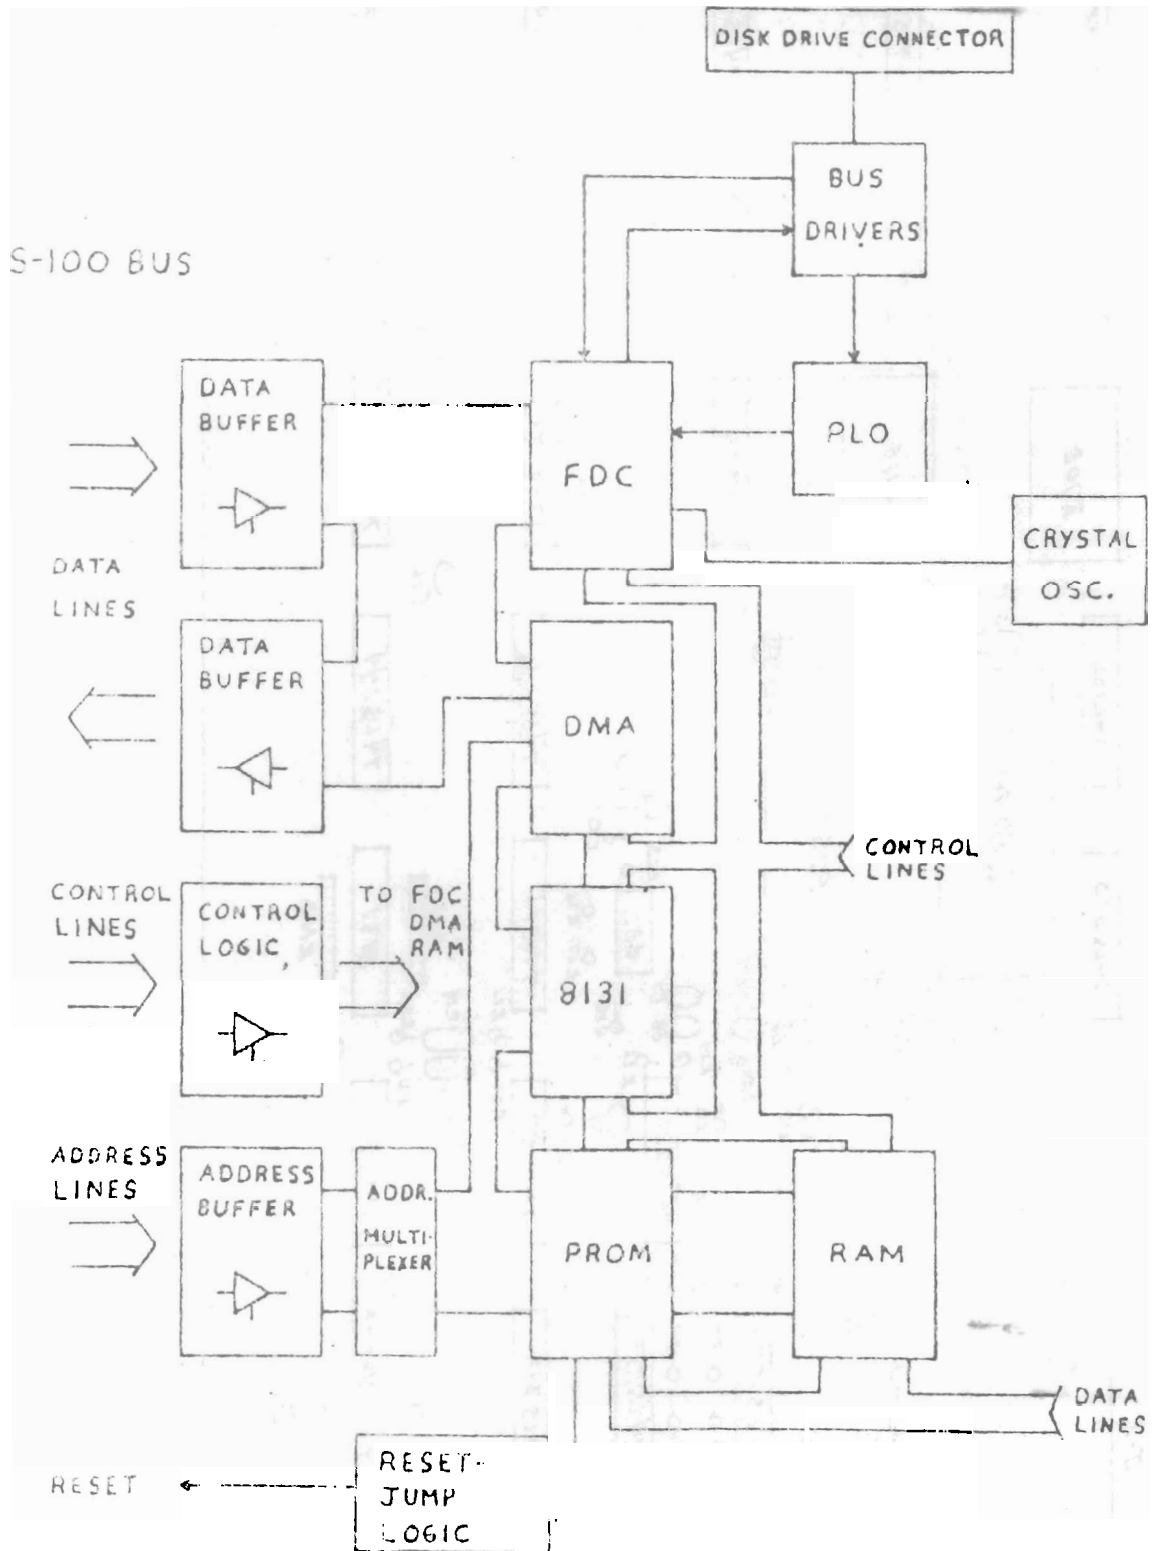 DISK DRIVE CONNECTOR
BUS
DRIVERS
S-100 BUS
DATA
BUFFER
FDC
PLO
CRYSTAL
OSC.
DATA
LINES
DATA
BUFFER
DMA
CONTROL
LINES
CONTROL
LINES
CONTROL
LOGIC,
TO FDC
DMA
RAM
8131
ADDRESS
LINES
ADDRESS
BUFFER
ADDR.
MULTI-
PLEXER
PROM
RAM
DATA
LINES
RESET
RESET-
JUMP
LOGIC